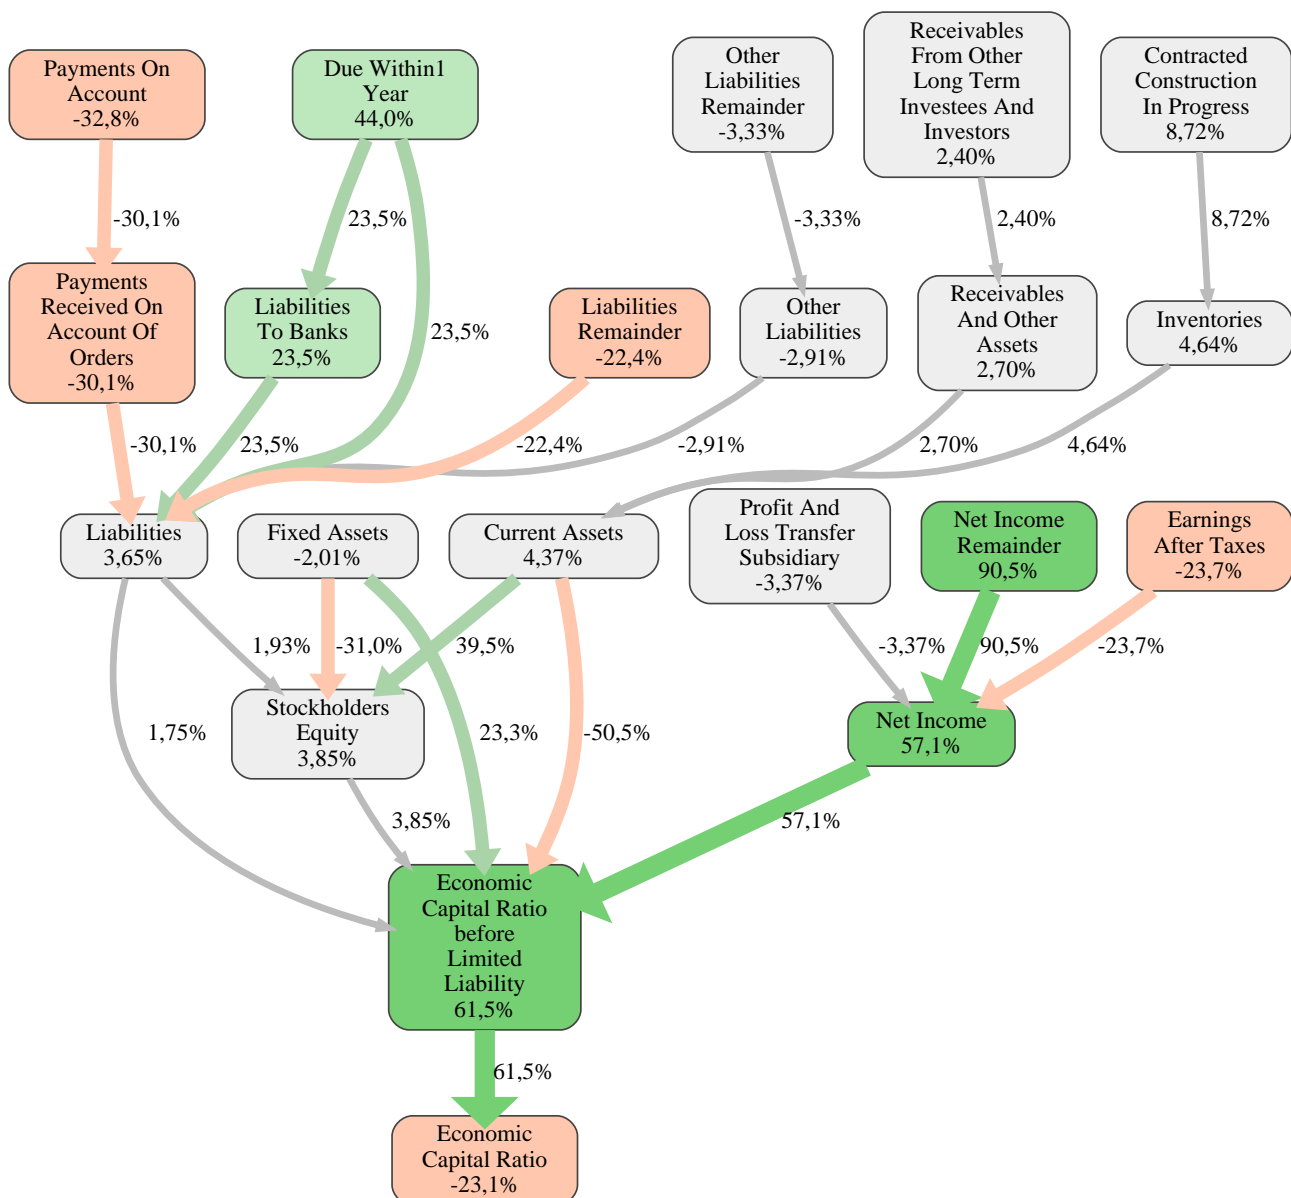 Payments On
Account
-32,8%
Due Within1
Year
44,0%
Other
Liabilities
Remainder
-3,33%
Receivables
From Other
Long Term
Investees And
Investors
2,40%
Contracted
Construction
In Progress
8,72%
-30,1%
23,5%
-3,33%
2,40%
8,72%
Payments
Received On
Account Of
Orders
-30,1%
Liabilities
To Banks
23,5%
23,5%
Liabilities
Remainder
-22,4%
Other
Liabilities
-2,91%
Receivables
And Other
Assets
2,70%
Inventories
4,64%
-30,1%
23,5%
-22,4%
-2,91%
2,70%
4,64%
Liabilities
3,65%
Fixed Assets
-2,01%
Current Assets
4,37%
Profit And
Loss Transfer
Subsidiary
-3,37%
Net Income
Remainder
90,5%
Earnings
After Taxes
-23,7%
1,93%
-31,0%
39,5%
-3,37%
90,5%
-23,7%
Stockholders
Equity
3,85%
Net Income
57,1%
1,75%
23,3%
-50,5%
3,85%
57,1%
Economic
Capital Ratio
before
Limited
Liability
61,5%
61,5%
Economic
Capital Ratio
-23,1%